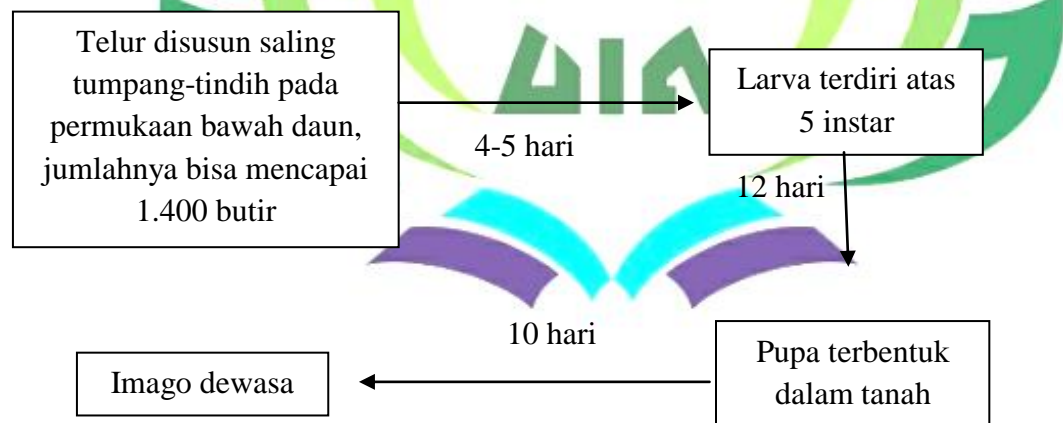 Telur disusun saling
tumpang-tindih pada
permukaan bawah daun,
jumlahnya bisa mencapai
1.400 butir
4-5 hari
Larva terdiri atas
5 instar
12 hari
10 hari
Pupa terbentuk
dalam tanah
Imago dewasa